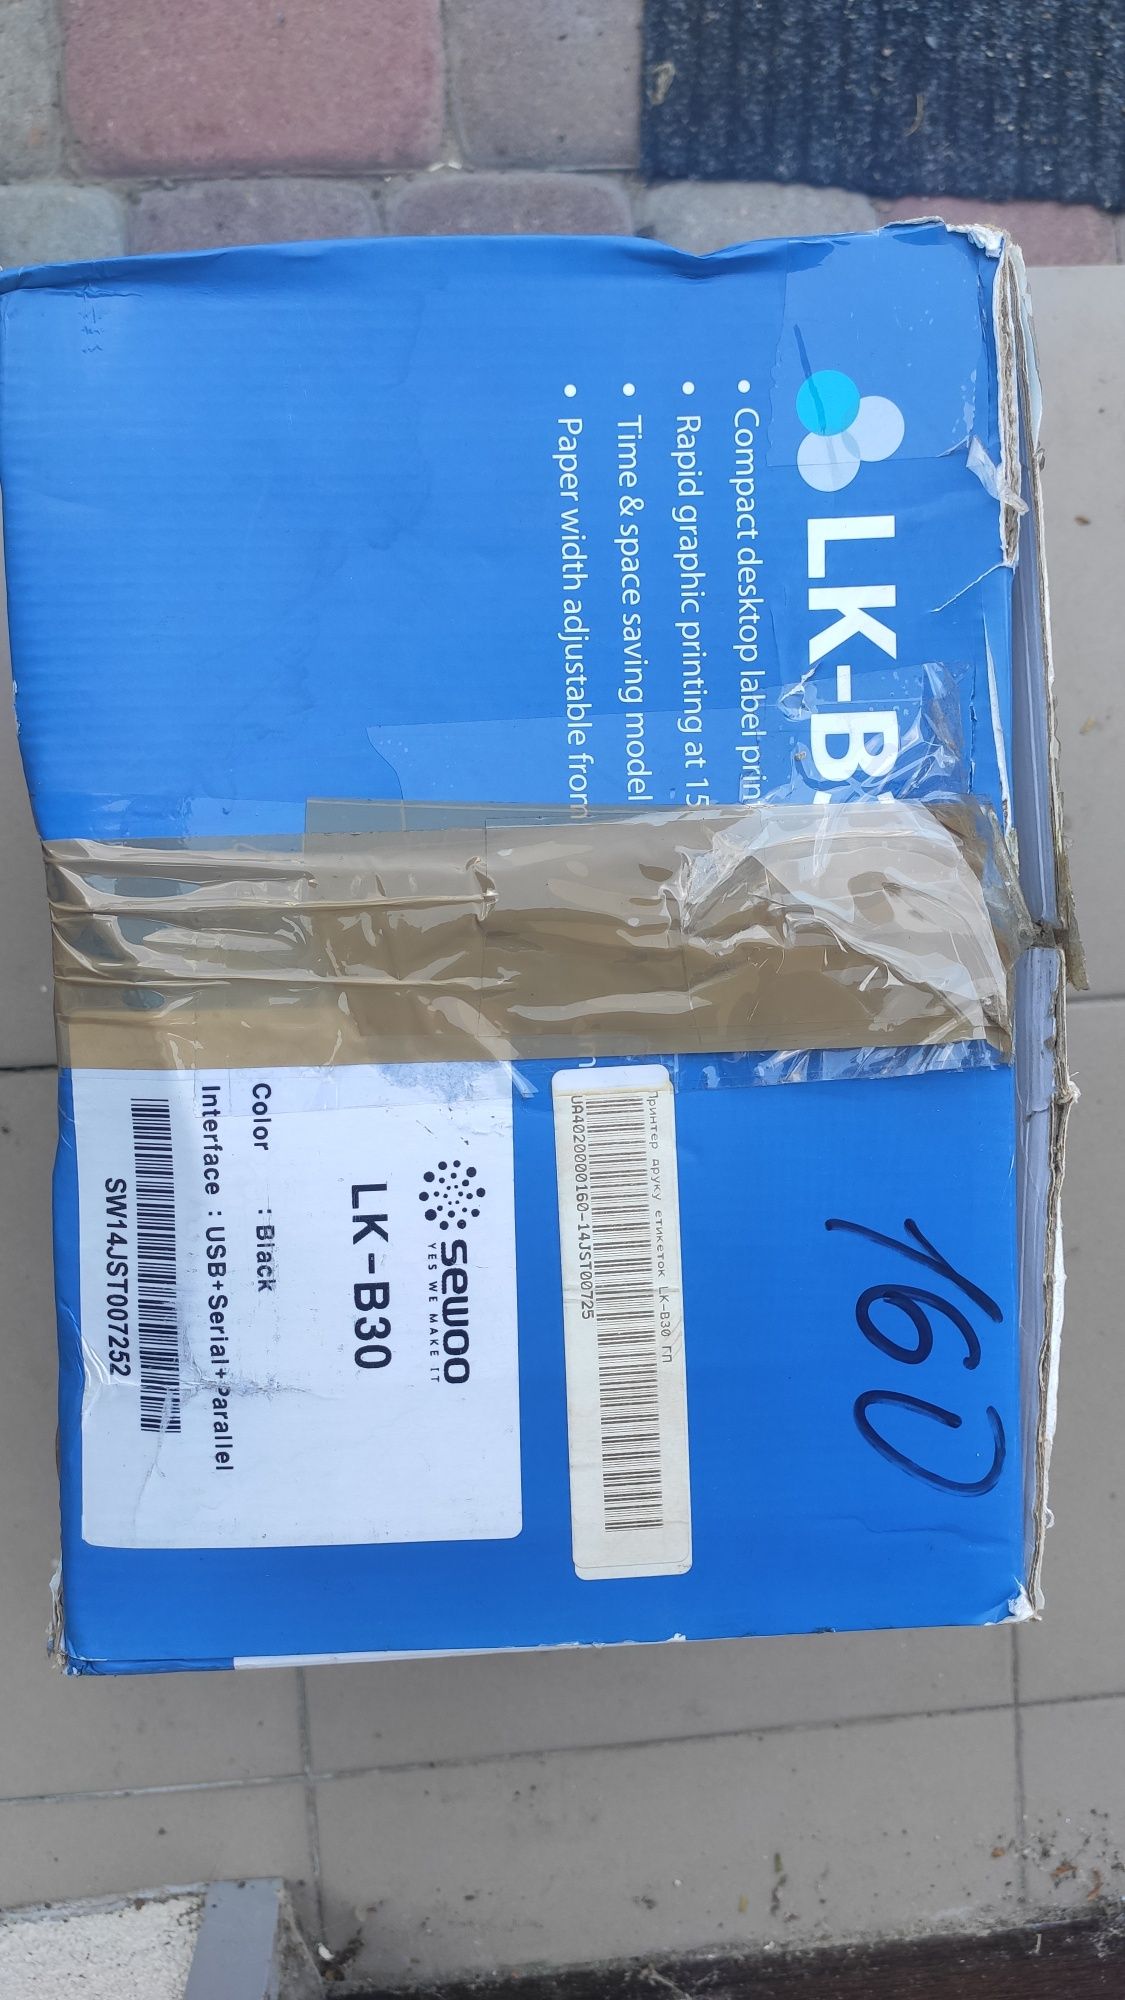 LK-B
• Compact desktop label
• Rapid graphic printing at 15
• Time & space saving model
• Paper width adjustable from
160
Принтер друку етикеток LK-B30 ГП
UA4020000160-14JST00725
sewoo
YES WE MAKE IT
LK-B30
Color : Black
Interface : USB+Serial+Parallel
SW14JST007252